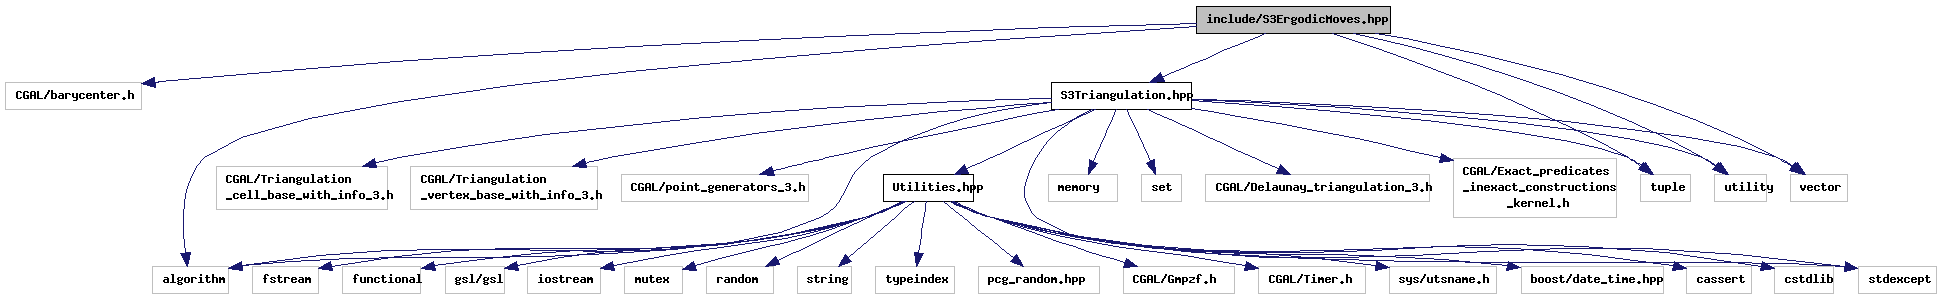 include/S3ErgodicMoves.hpp
CGAL/barycenter.h
S3Triangulation.hpp
CGAL/Triangulation
_cell_base_with_info_3.h
CGAL/Triangulation
_vertex_base_with_info_3.h
CGAL/point_generators_3.h
Utilities.hpp
memory
set
CGAL/Delaunay_triangulation_3.h
CGAL/Exact_predicates
_inexact_constructions
_kernel.h
tuple
utility
vector
algorithm
fstream
functional
gsl/gsl
iostream
mutex
random
string
typeindex
pcg_random.hpp
CGAL/Gmpzf.h
CGAL/Timer.h
sys/utsname.h
boost/date_time.hpp
cassert
cstdlib
stdexcept